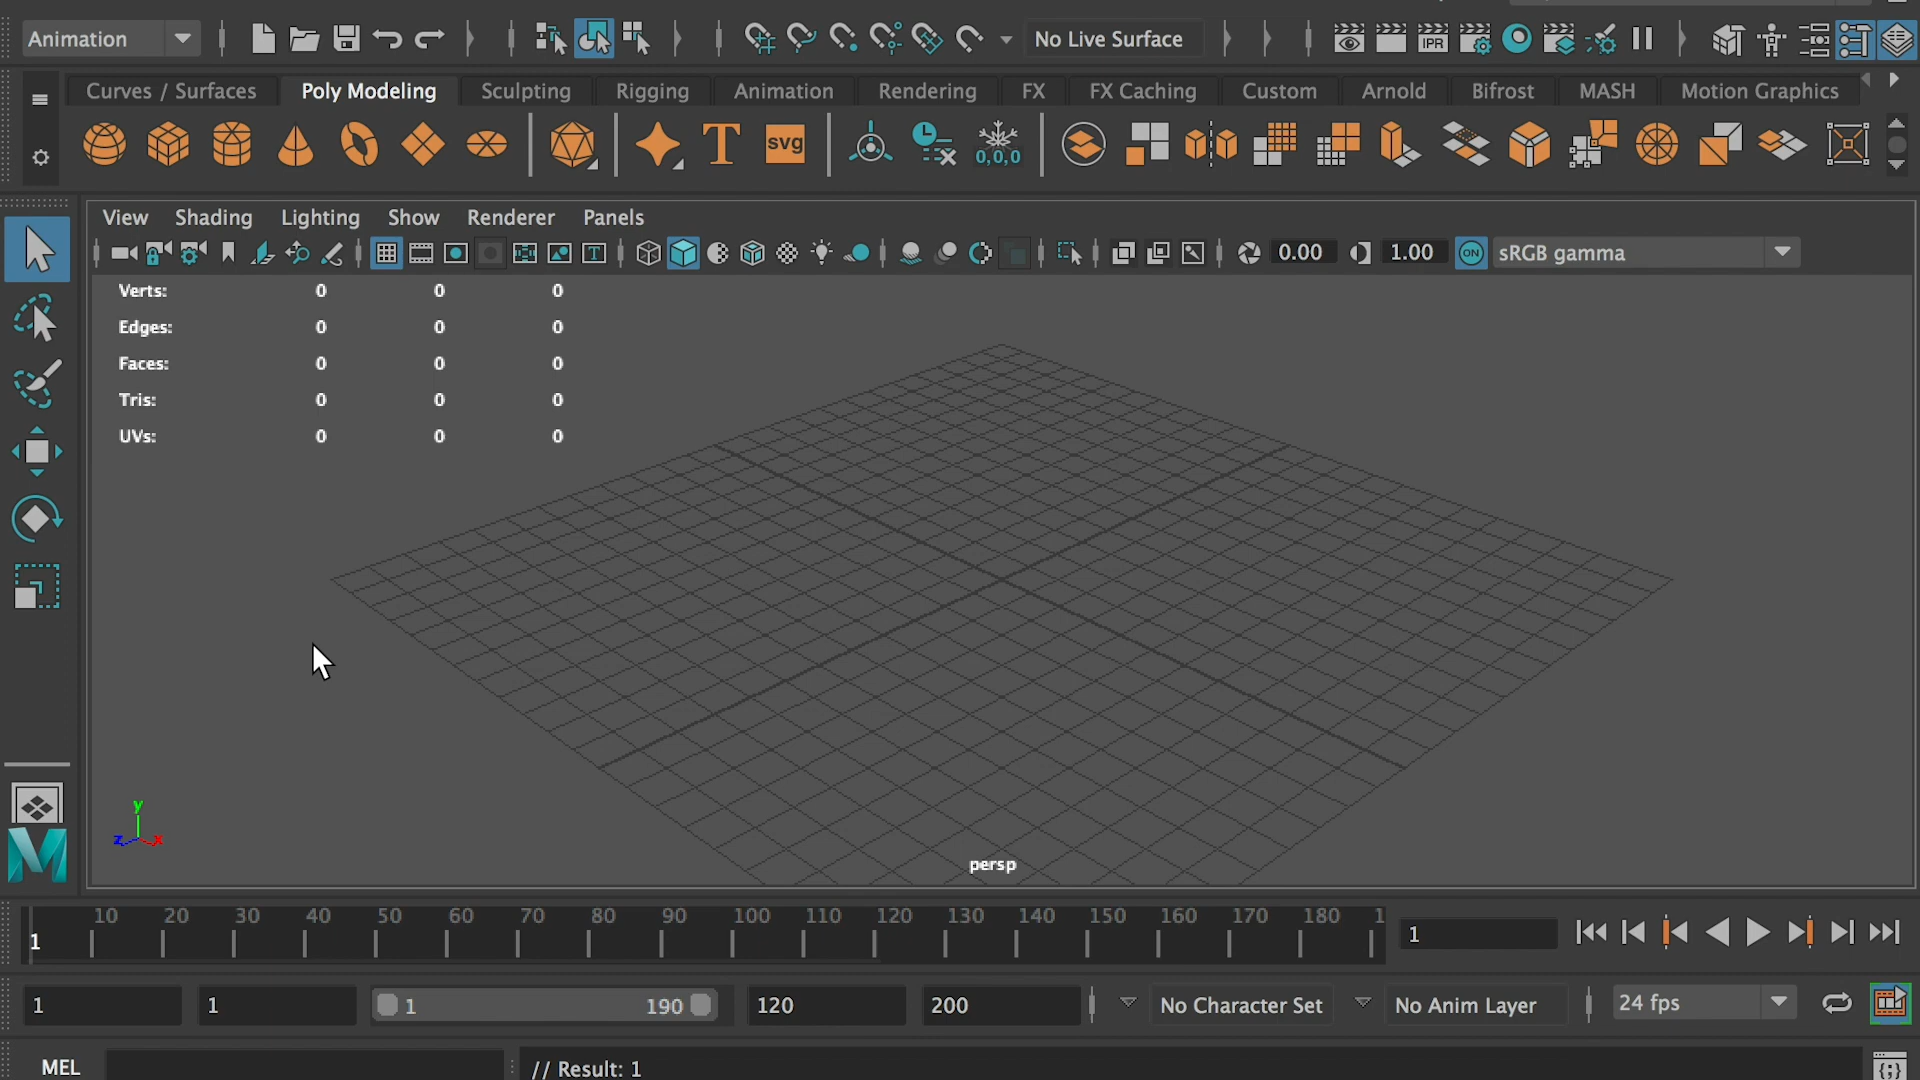 Animation
No Live Surface
IPR
Curves / Surfaces Poly Modeling Sculpting Rigging Animation Rendering FX FX Caching Custom Arnold Bifrost MASH Motion Graphics
T svg 0,0,0
View Shading Lighting Show Renderer Panels
T 0.00 1.00 ON sRGB gamma
Verts: 0 0 0
Edges: 0 0 0
Faces: 0 0 0
Tris: 0 0 0
UVs: 0 0 0
y
z x
persp
10 20 30 40 50 60 70 80 90 100 110 120 130 140 150 160 170 180 1
1
1
1 1 1 190 120 200 No Character Set No Anim Layer 24 fps
MEL // Result: 1